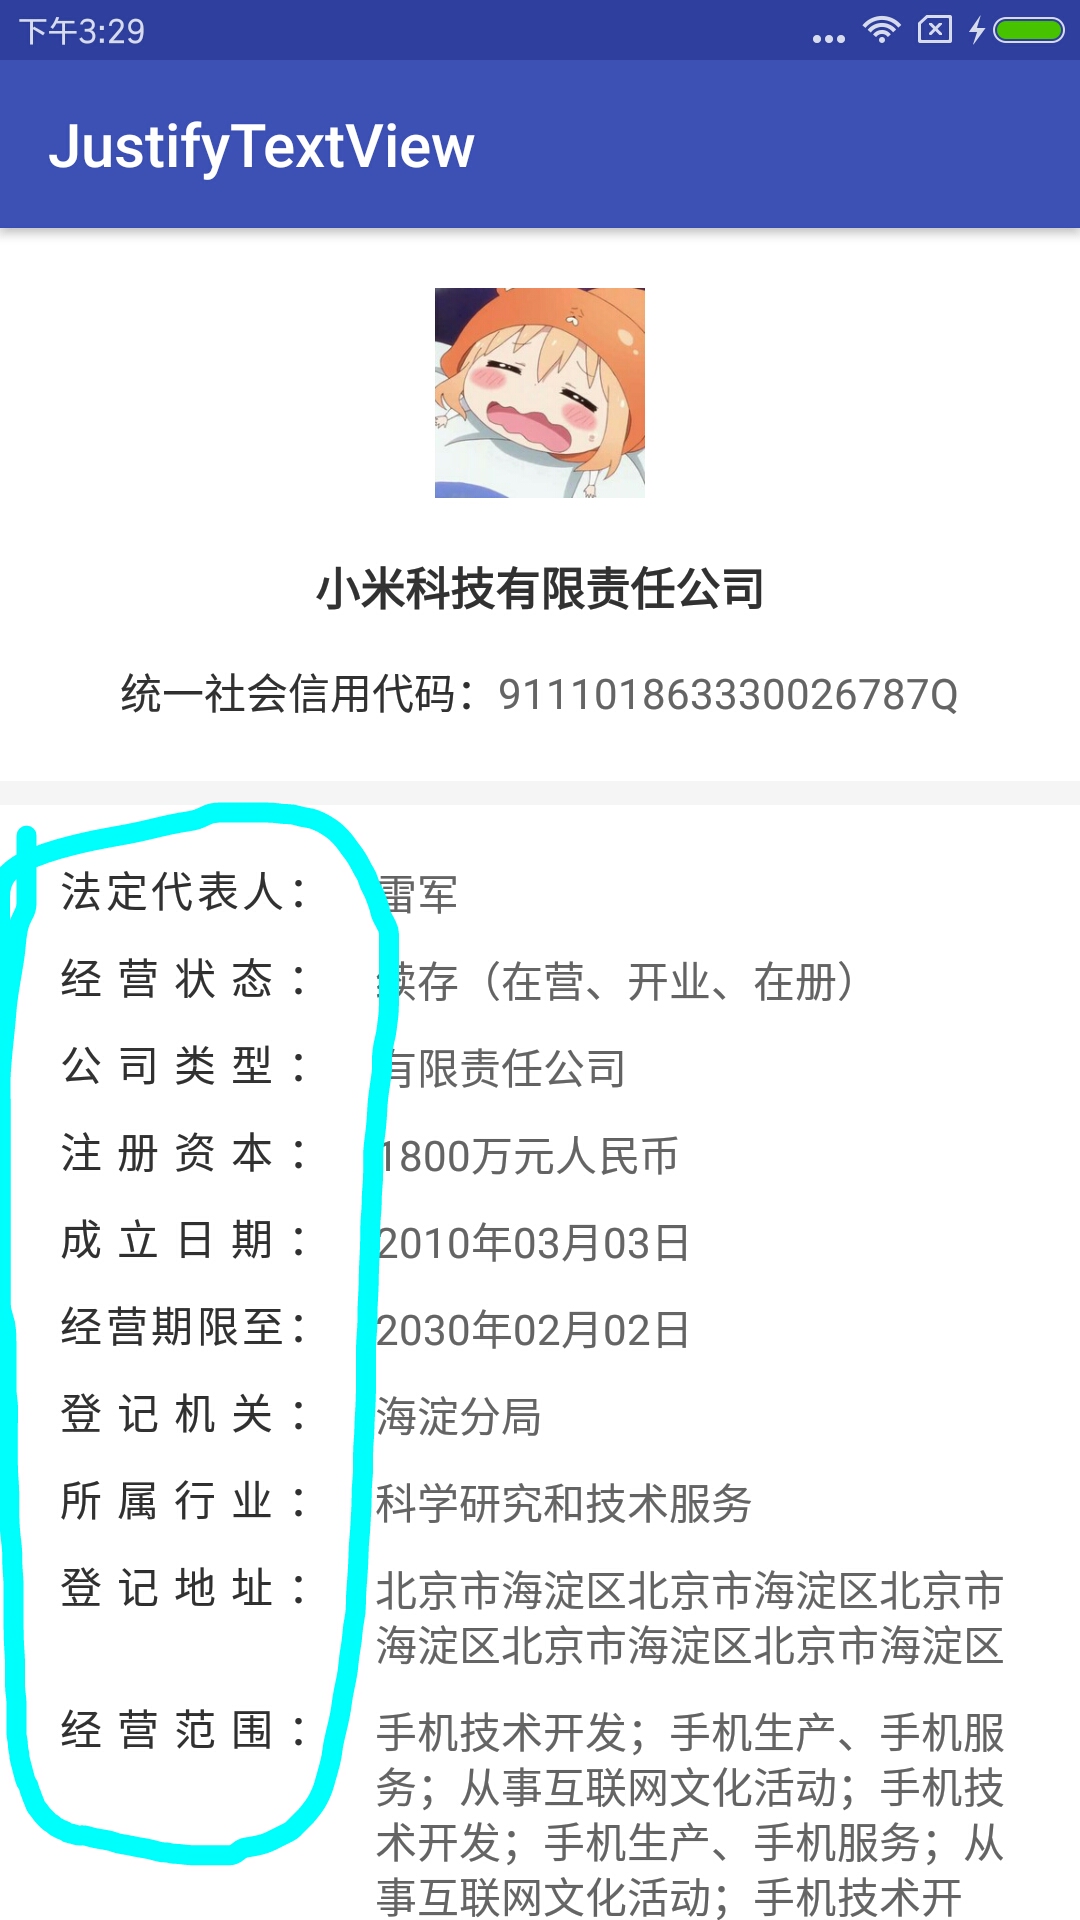 下午3:29
JustifyTextView
小米科技有限责任公司
统一社会信用代码：91110186333002​6787Q
法定代表人： 雷军
经营状态： 续存（在营、开业、在册）
公司类型： 有限责任公司
注册资本： 1800万元人民币
成立日期： 2010年03月03日
经营期限至： 2030年02月02日
登记机关： 海淀分局
所属行业： 科学研究和技术服务
登记地址： 北京市海淀区北京市海淀区北京市
海淀区北京市海淀区北京市海淀区
经营范围： 手机技术开发；手机生产、手机服
务；从事互联网文化活动；手机技
术开发；手机生产、手机服务；从
事互联网文化活动；手机技术开